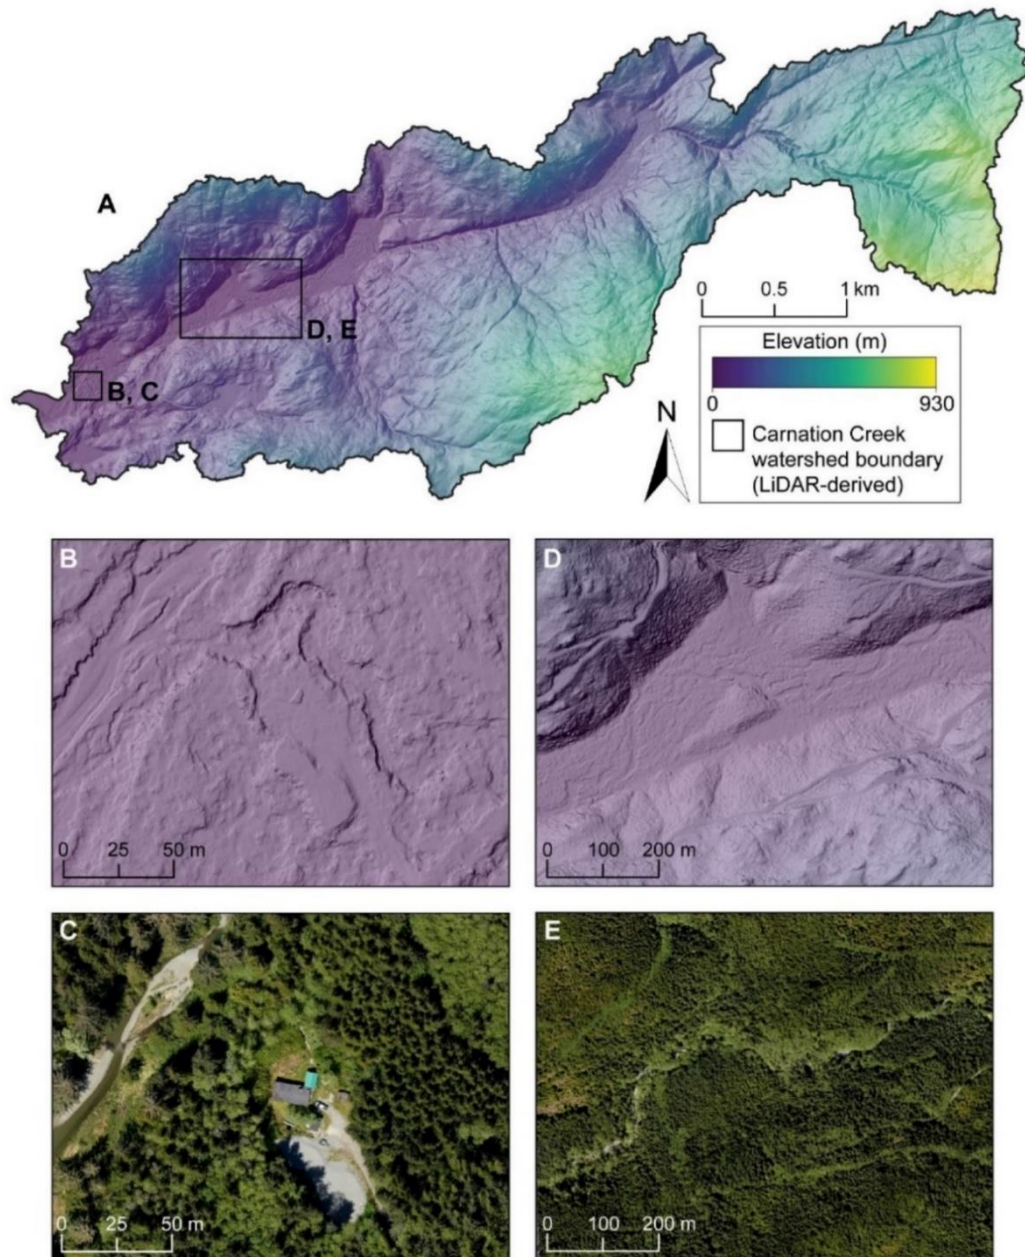 A
D, E
B, C
0 0.5 1 km
Elevation (m)
0 930
N
Carnation Creek
watershed boundary
(LiDAR-derived)
B
0 25 50 m
D
0 100 200 m
C
0 25 50 m
E
0 100 200 m